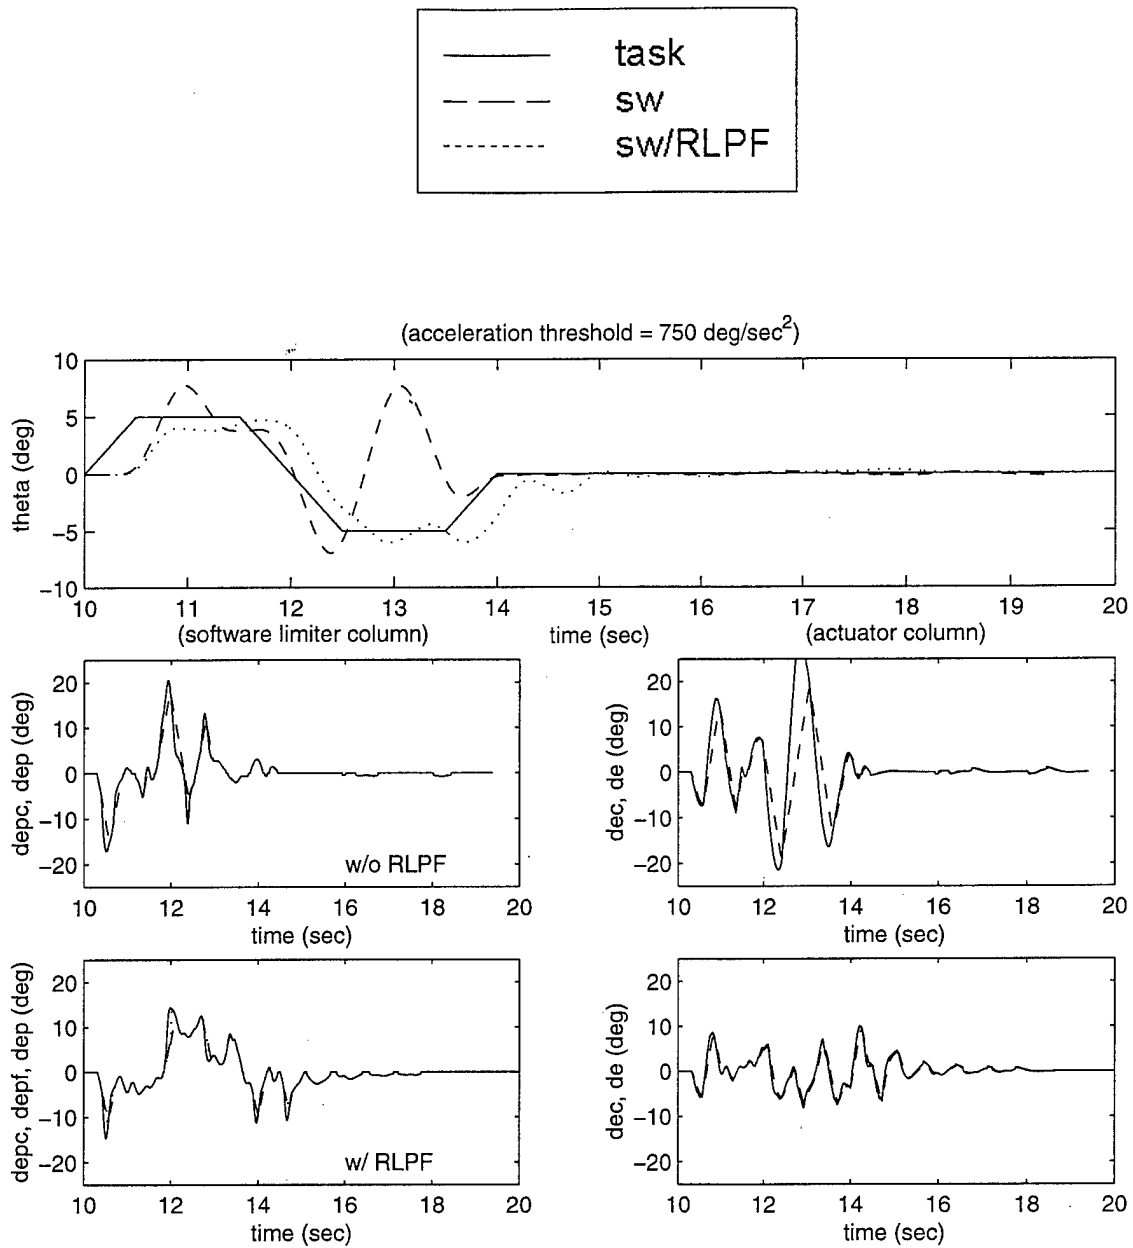 task
sw
sw/RLPF
(acceleration threshold = 750 deg/sec2)
theta (deg)
10
5
0
−5
−10
10 11 12 13 14 15 16 17 18 19 20
(software limiter column) time (sec) (actuator column)
depc, dep (deg)
20
10
0
−10
−20
w/o RLPF
10 12 14 16 18 20
time (sec)
dec, de (deg)
20
10
0
−10
−20
10 12 14 16 18 20
time (sec)
depc, depf, dep (deg)
20
10
0
−10
−20
w/ RLPF
10 12 14 16 18 20
time (sec)
dec, de (deg)
20
10
0
−10
−20
10 12 14 16 18 20
time (sec)